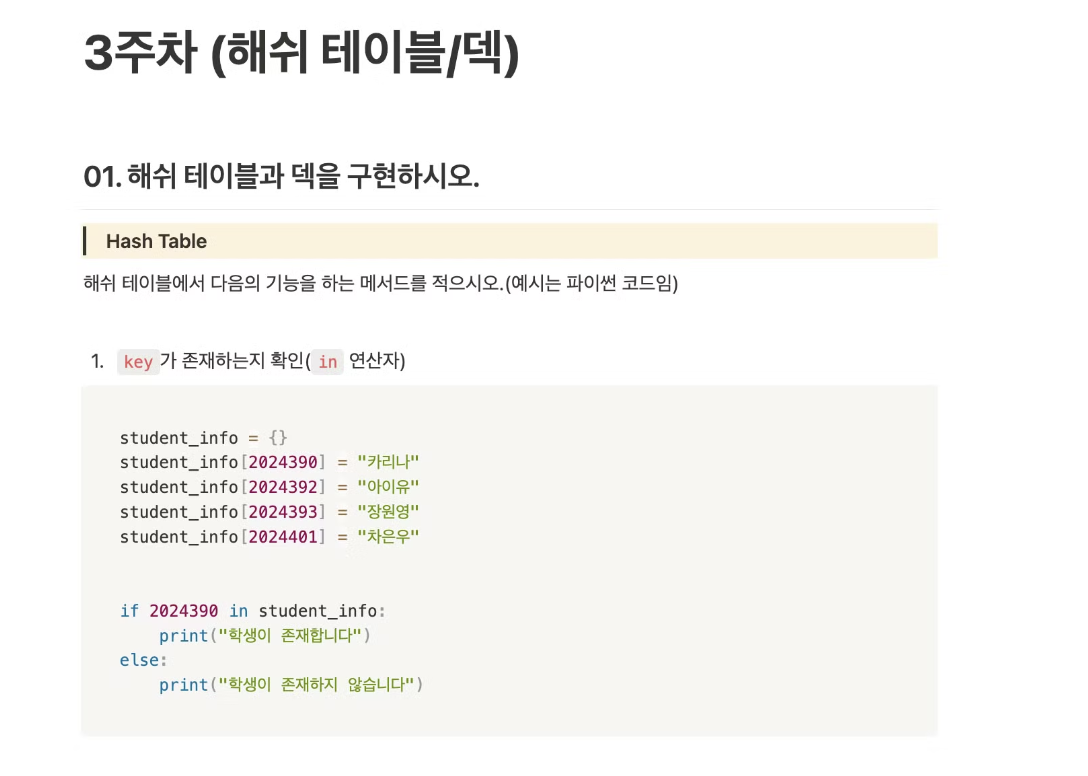 3주차 (해쉬 테이블/덱)
01. 해쉬 테이블과 덱을 구현하시오.
Hash Table
해쉬 테이블에서 다음의 기능을 하는 메서드를 적으시오.(예시는 파이썬 코드임)
1. key가 존재하는지 확인( in 연산자)
student_info = {}
student_info[2024390] = "카리나"
student_info[2024392] = "아이유"
student_info[2024393] = "장원영"
student_info[2024401] = "차은우"
if 2024390 in student_info:
    print("학생이 존재합니다")
else:
    print("학생이 존재하지 않습니다")